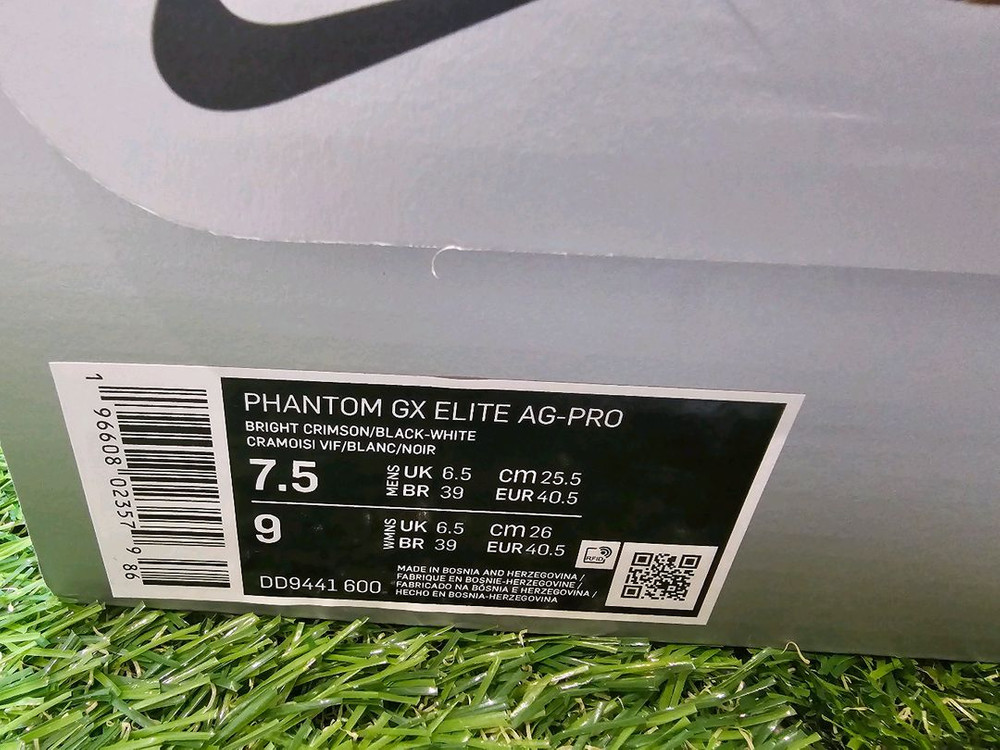 PHANTOM GX ELITE AG-PRO
BRIGHT CRIMSON/BLACK-WHITE
CRAMOISI VIF/BLANC/NOIR
7.5 MENS UK 6.5 cm 25.5
BR 39 EUR 40.5
9 WMNS UK 6.5 cm 26
BR 39 EUR 40.5
RFID
DD9441 600
MADE IN BOSNIA AND HERZEGOVINA /
FABRIQUE EN BOSNIE-HERZEGOVINE /
FABRICADO NA BÓSNIA E HERZEGOVINA /
HECHO EN BOSNIA-HERZEGOVINA
1 96608 02357 9 86